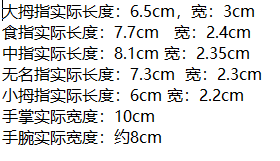 大拇指实际长度：6.5cm，宽：3cm
食指实际长度：7.7cm 宽：2.4cm
中指实际长度：8.1cm 宽：2.35cm
无名指实际长度：7.3cm 宽：2.3cm
小拇指实际长度：6cm 宽：2.2cm
手掌实际宽度：10cm
手腕实际宽度：约8cm